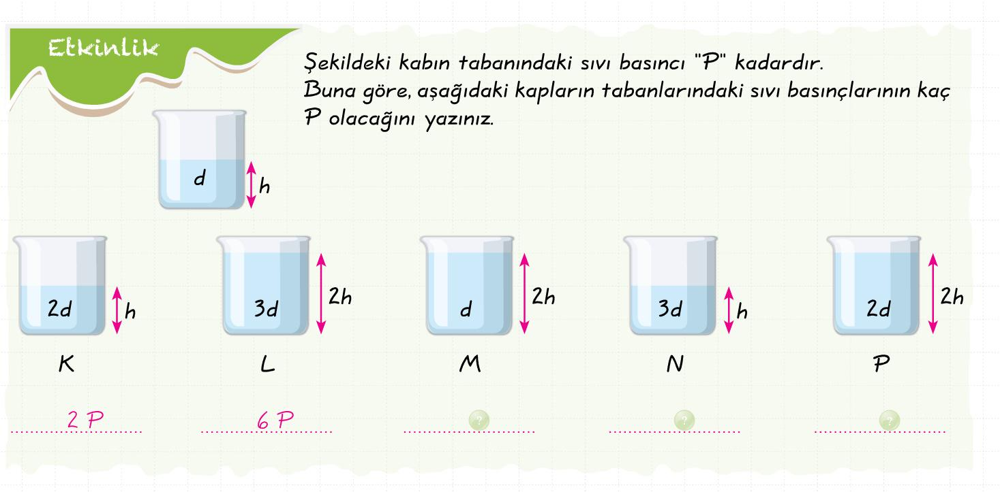 Etkinlik
Şekildeki kabın tabanındaki sıvı basıncı "P" kadardır.
Buna göre, aşağıdaki kapların tabanlarındaki sıvı basınçlarının kaç
P olacağını yazınız.
d
h
2d
h
3d
2h
d
2h
3d
h
2d
2h
K
L
M
N
P
2 P
6 P
?
?
?